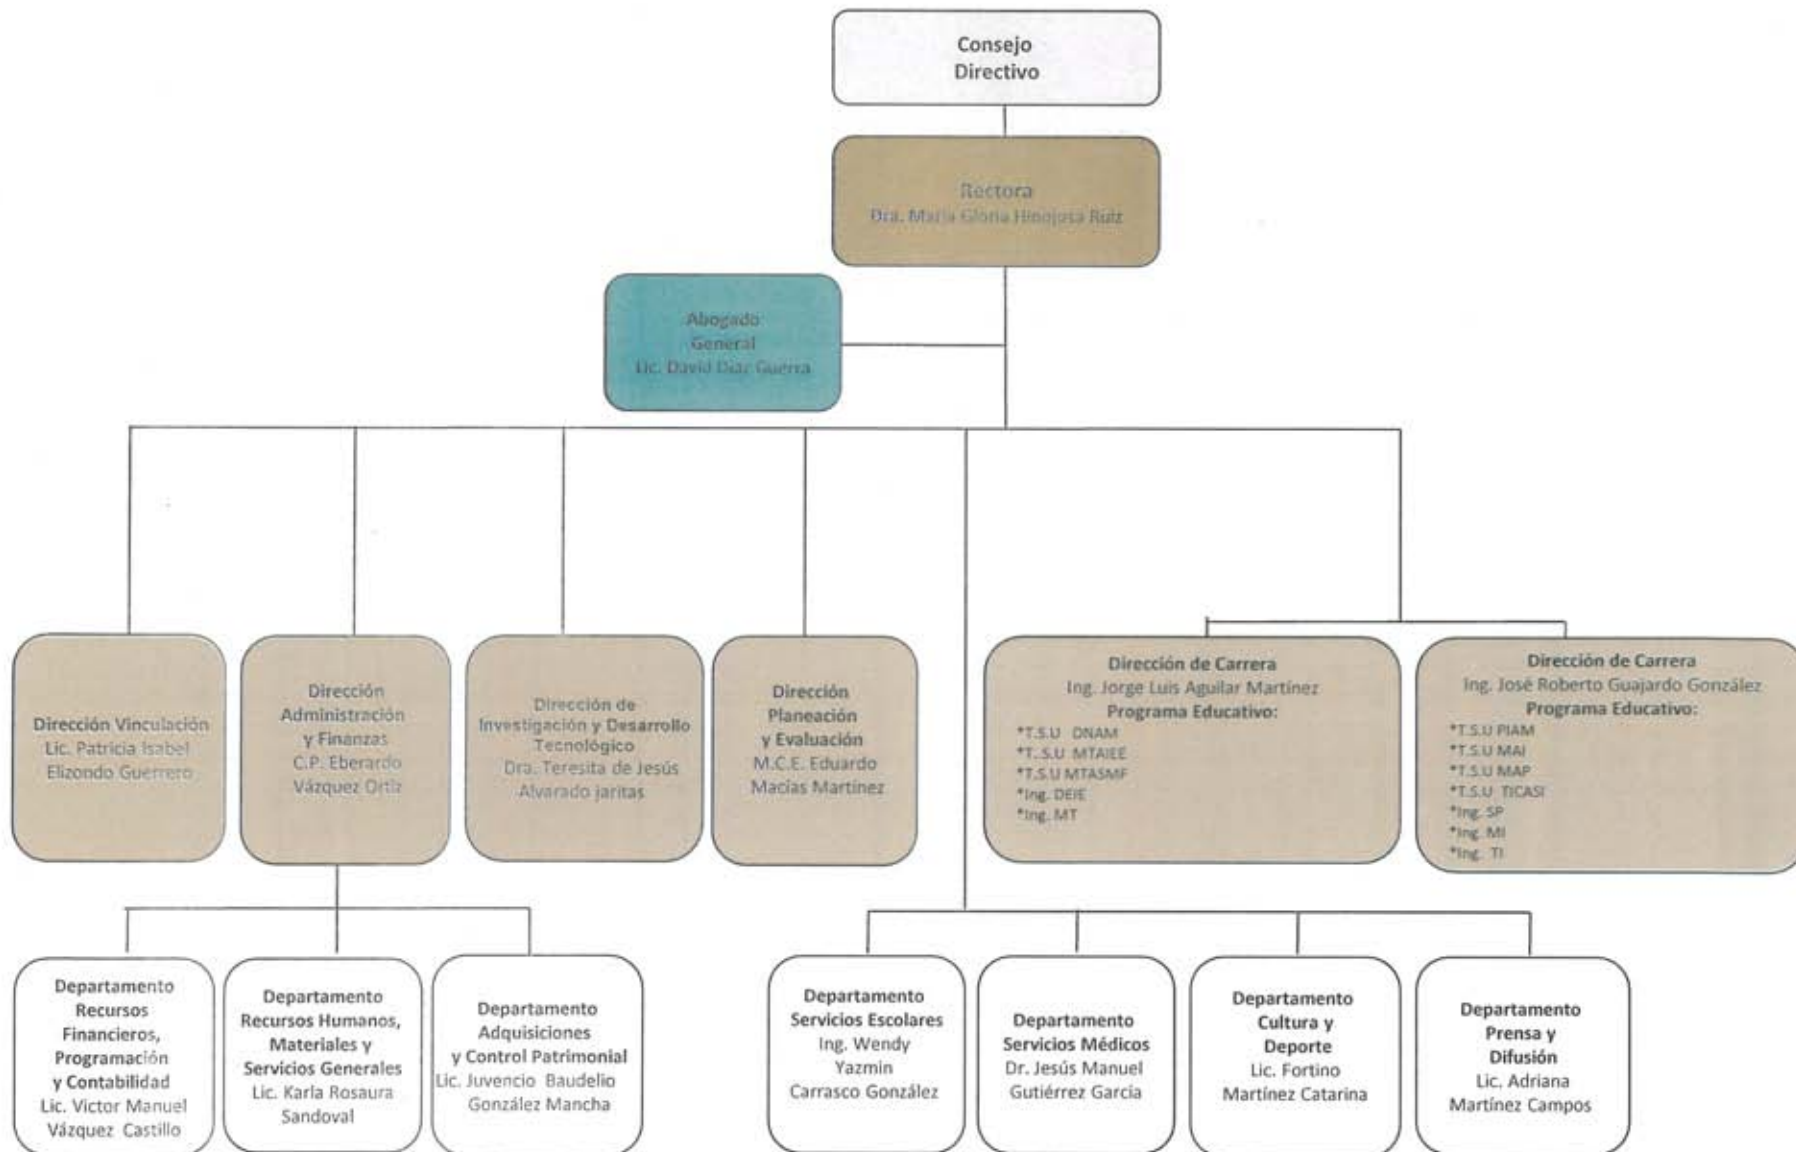 Consejo
Directivo
Rectora
Dra. María Gloria Hinojosa Ruiz
Abogado
General
Lic. David Díaz Guerra
Dirección Vinculación
Lic. Patricia Isabel
Elizondo Guerrero
Dirección
Administración
y Finanzas
C.P. Eberardo
Vázquez Ortiz
Dirección de
Investigación y Desarrollo
Tecnológico
Dra. Teresita de Jesús
Alvarado jaritas
Dirección
Planeación
y Evaluación
M.C.E. Eduardo
Macías Martínez
Dirección de Carrera
Ing. Jorge Luis Aguilar Martínez
Programa Educativo:
*T.S.U DNAM
*T..S.U MTAIEE
*T.S.U MTASMF
*Ing. DEIE
*Ing. MT
Dirección de Carrera
Ing. José Roberto Guajardo González
Programa Educativo:
*T.S.U PIAM
*T.S.U MAI
*T.S.U MAP
*T.S.U TICASI
*Ing. SP
*Ing. MI
*Ing. TI
Departamento
Recursos
Financieros,
Programación
y Contabilidad
Lic. Victor Manuel
Vázquez Castillo
Departamento
Recursos Humanos,
Materiales y
Servicios Generales
Lic. Karla Rosaura
Sandoval
Departamento
Adquisiciones
y Control Patrimonial
Lic. Juvencio Baudelio
González Mancha
Departamento
Servicios Escolares
Ing. Wendy
Yazmin
Carrasco González
Departamento
Servicios Médicos
Dr. Jesús Manuel
Gutiérrez García
Departamento
Cultura y
Deporte
Lic. Fortino
Martínez Catarina
Departamento
Prensa y
Difusión
Lic. Adriana
Martínez Campos